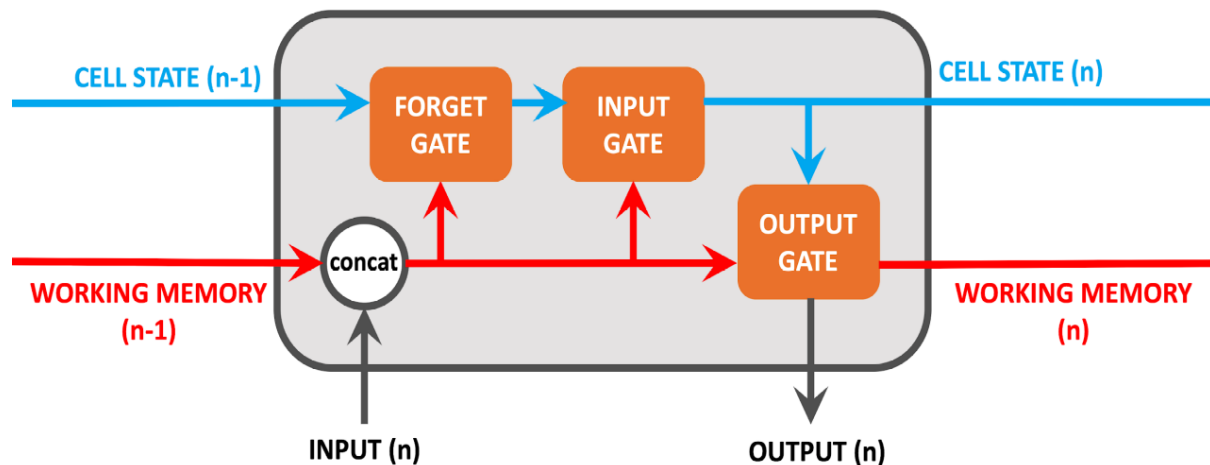 CELL STATE (n-1)
CELL STATE (n)
FORGET
GATE
INPUT
GATE
OUTPUT
GATE
concat
WORKING MEMORY
(n-1)
WORKING MEMORY
(n)
INPUT (n)
OUTPUT (n)